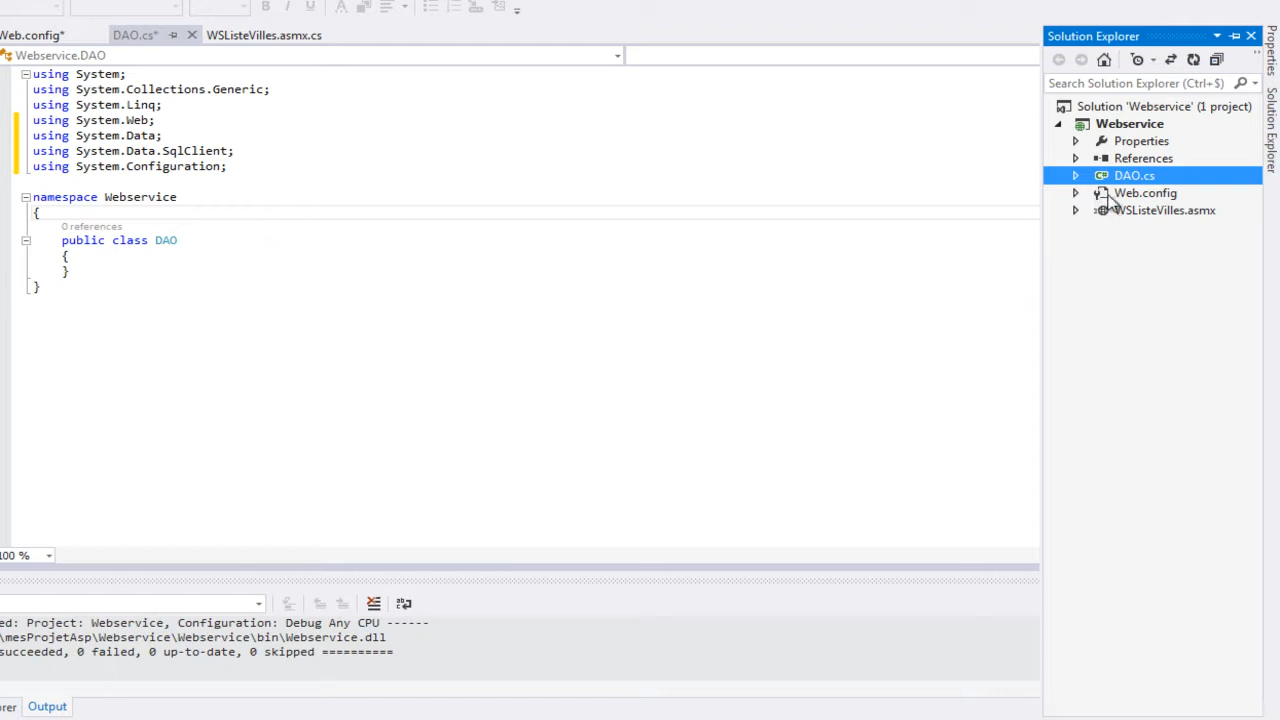 Web.config*
DAO.cs*
WSListeVilles.asmx.cs
Webservice.DAO
using System;
using System.Collections.Generic;
using System.Linq;
using System.Web;
using System.Data;
using System.Data.SqlClient;
using System.Configuration;
namespace Webservice
{
0 references
public class DAO
{
}
}
100 %
ed: Project: Webservice, Configuration: Debug Any CPU ------
\mesProjetAsp\Webservice\Webservice\bin\Webservice.dll
succeeded, 0 failed, 0 up-to-date, 0 skipped ==========
rer
Output
Solution Explorer
Search Solution Explorer (Ctrl+$)
Solution 'Webservice' (1 project)
Webservice
Properties
References
DAO.cs
Web.config
WSListeVilles.asmx
Properties
Solution Explorer